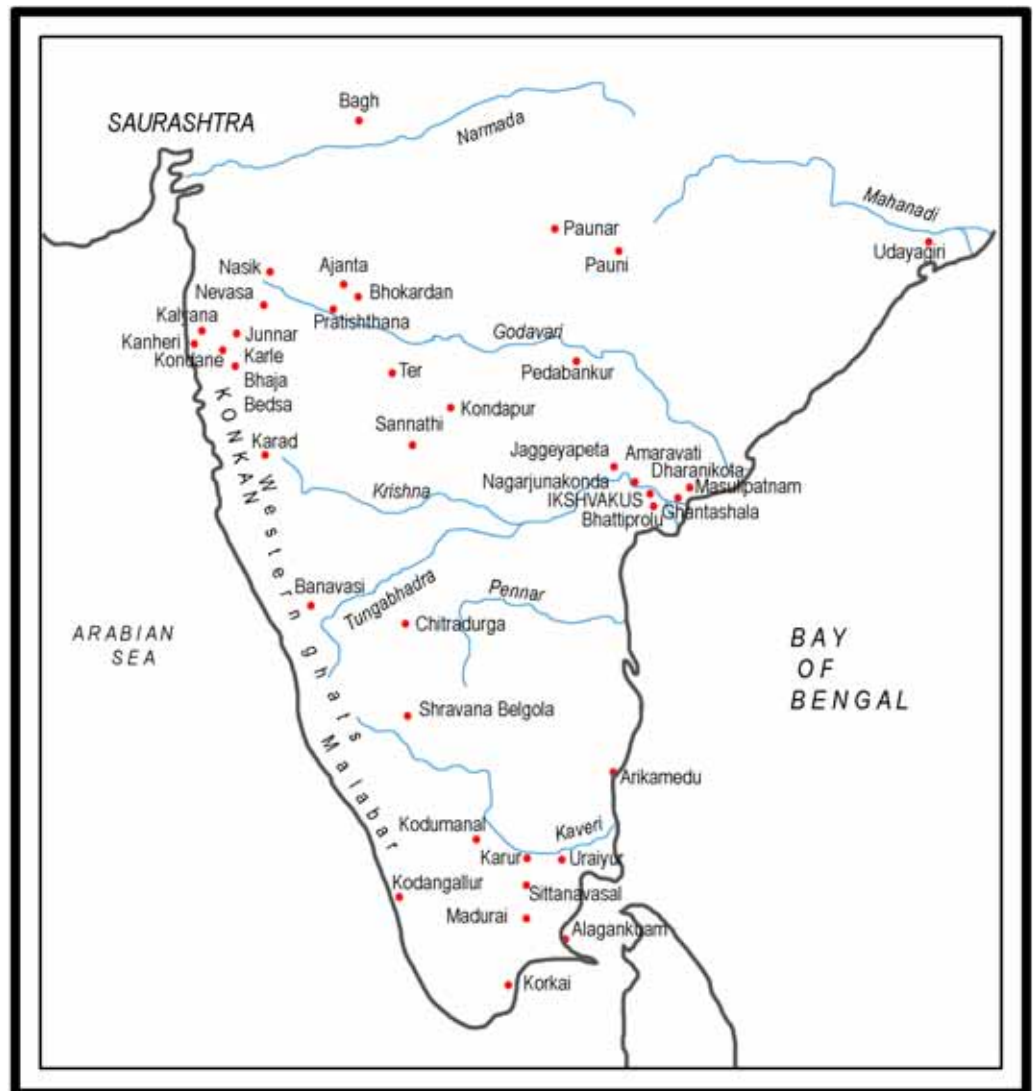 Bagh
SAURASHTRA
Narmada
Mahanadi
Paunar
Udayagiri
Pauni
Nasik
Ajanta
Bhokardan
Nevasa
Pratishthana
Kalyana
Junnar
Godavari
Kanheri
Karle
Kondane
Pedabankur
Ter
Bhaja
Bedsa
Kondapur
Sannathi
KONKAN
Karad
Jaggeyapeta
Amaravati
Dharanikota
Nagarjunakonda
Masulipatnam
Krishna
IKSHVAKUS
Ghantashala
Bhattiprolu
Western ghats
Banavasi
Tungabhadra
Pennar
Chitradurga
ARABIAN
SEA
BAY
OF
BENGAL
Shravana Belgola
Malabar
Arikamedu
Kodumanal
Kaveri
Karur
Uraiyur
Kodangallur
Sittanavasal
Madurai
Alagankulam
Korkai